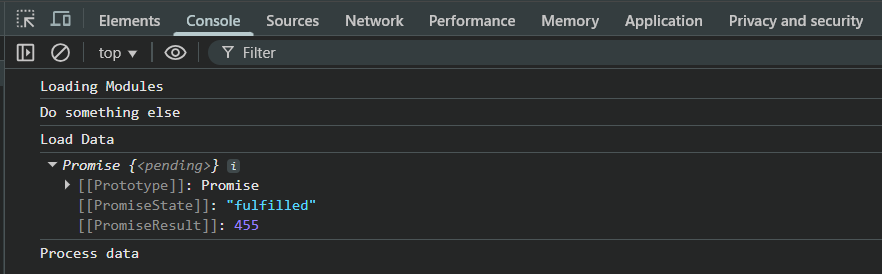 Elements Console Sources Network Performance Memory Application Privacy and security
top Filter
Loading Modules
Do something else
Load Data
Promise {<pending>} i
[[Prototype]]: Promise
[[PromiseState]]: "fulfilled"
[[PromiseResult]]: 455
Process data